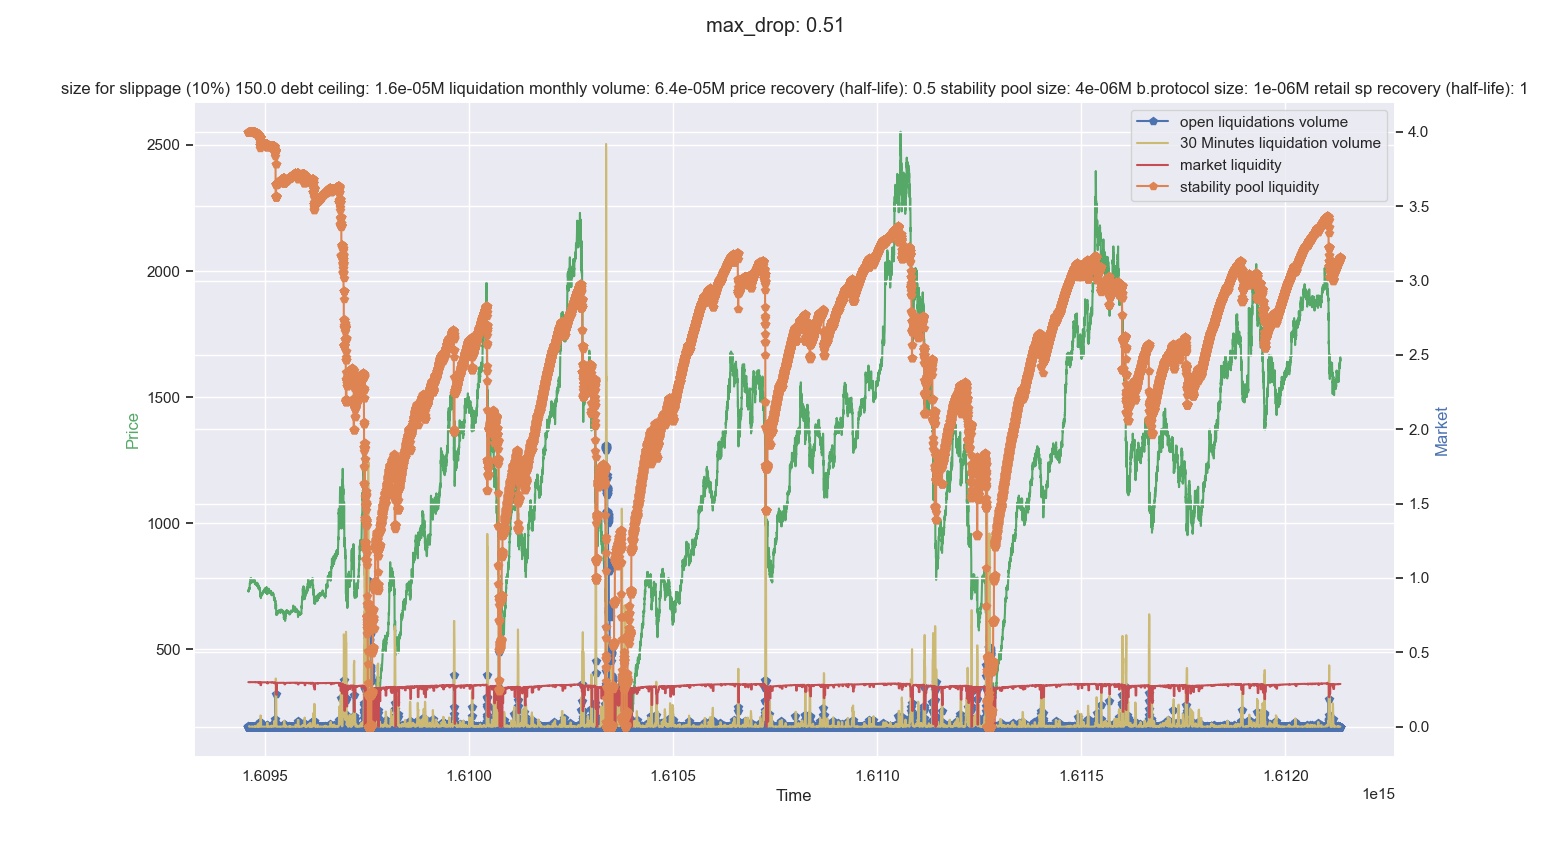 max_drop: 0.51
size for slippage (10%) 150.0 debt ceiling: 1.6e-05M liquidation monthly volume: 6.4e-05M price recovery (half-life): 0.5 stability pool size: 4e-06M b.protocol size: 1e-06M retail sp recovery (half-life): 1
open liquidations volume
30 Minutes liquidation volume
market liquidity
stability pool liquidity
2500
2000
1500
1000
500
Price
4.0
3.5
3.0
2.5
2.0
1.5
1.0
0.5
0.0
Market
1.6095
1.6100
1.6105
1.6110
1.6115
1.6120
Time
1e15